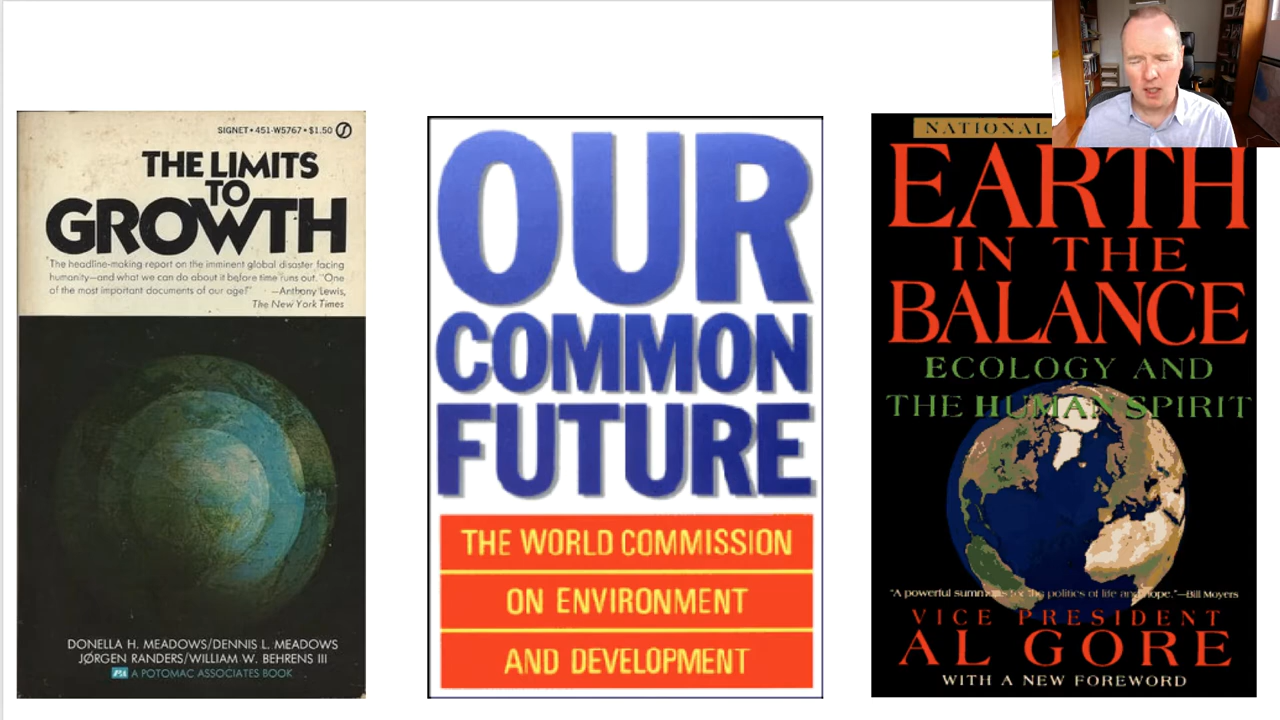 SIGNET • 451-W5767 • $1.50
THE LIMITS
TO
GROWTH
"The headline-making report on the imminent global disaster facing
humanity—and what we can do about it before time runs out. "One
of the most important documents of our age!" —Anthony Lewis,
The New York Times
DONELLA H. MEADOWS/DENNIS L. MEADOWS
JØRGEN RANDERS/WILLIAM W. BEHRENS III
A POTOMAC ASSOCIATES BOOK
OUR
COMMON
FUTURE
THE WORLD COMMISSION
ON ENVIRONMENT
AND DEVELOPMENT
NATIONAL
EARTH
IN THE
BALANCE
ECOLOGY AND
THE HUMAN SPIRIT
"A powerful summons for the politics of life and hope."—Bill Moyers
VICE PRESIDENT
AL GORE
WITH A NEW FOREWORD